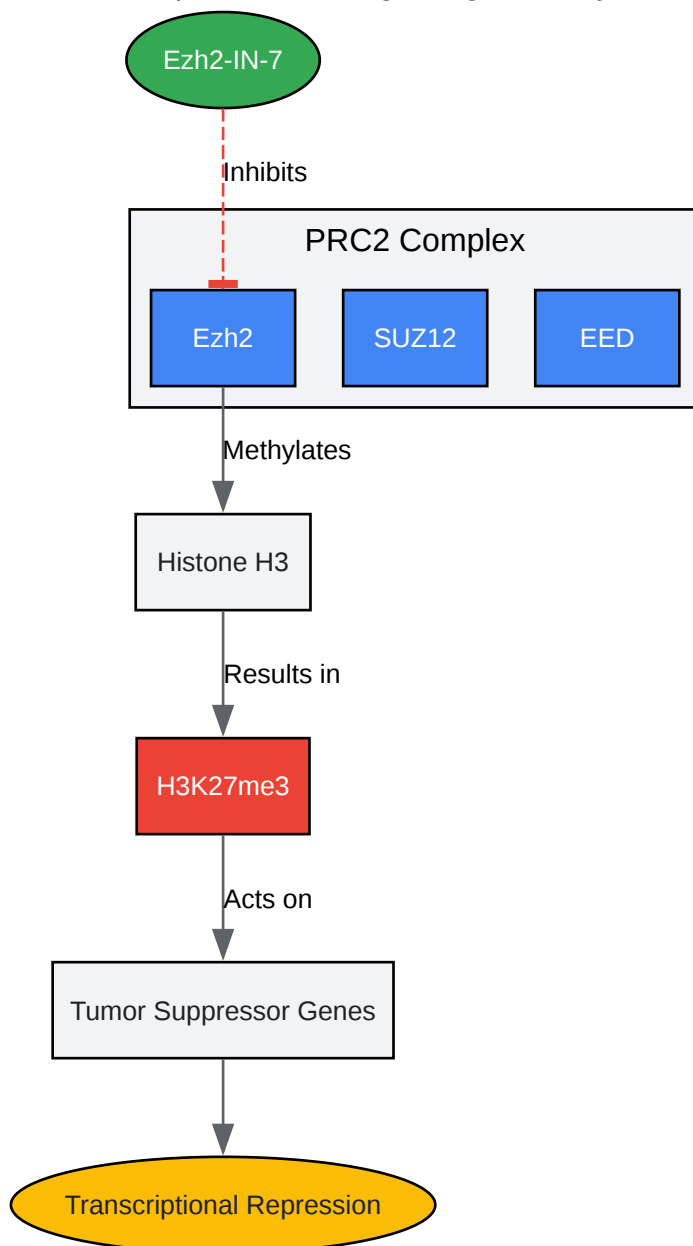 Ezh2-IN-7
Inhibits
PRC2 Complex
Ezh2
SUZ12
EED
Methylates
Histone H3
Results in
H3K27me3
Acts on
Tumor Suppressor Genes
Transcriptional Repression